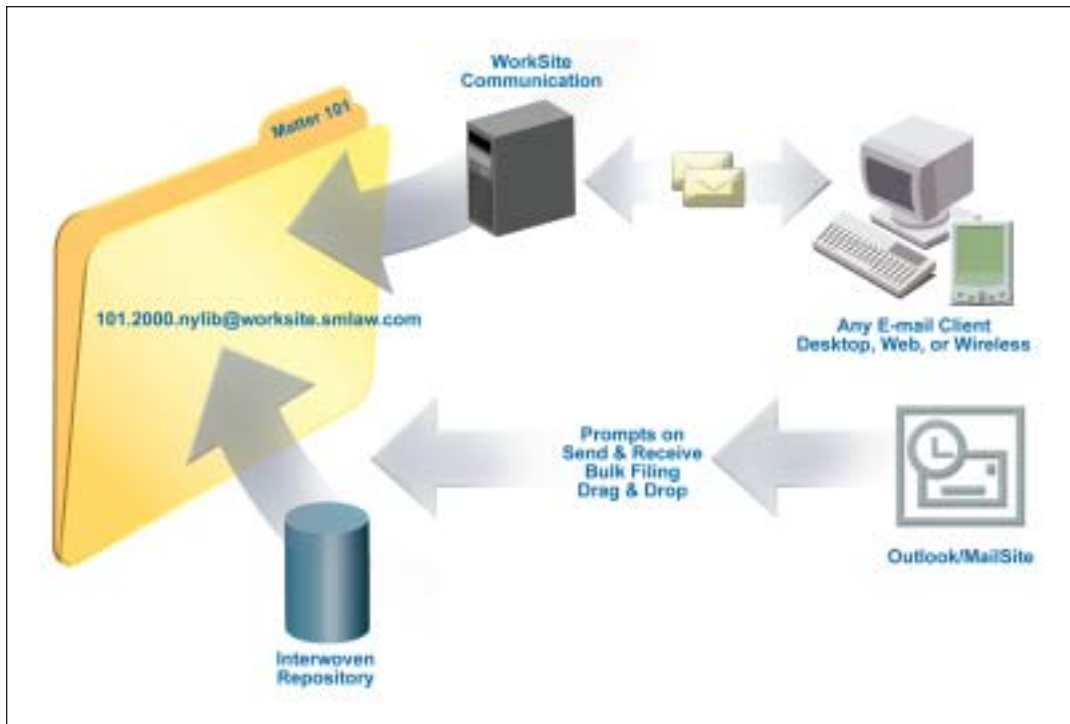 WorkSite
Communication
Matter 101
101.2000.nylib@worksite.smlaw.com
Any E-mail Client
Desktop, Web, or Wireless
Prompts on
Send & Receive
Bulk Filing
Drag & Drop
Outlook/MailSite
Interwoven
Repository